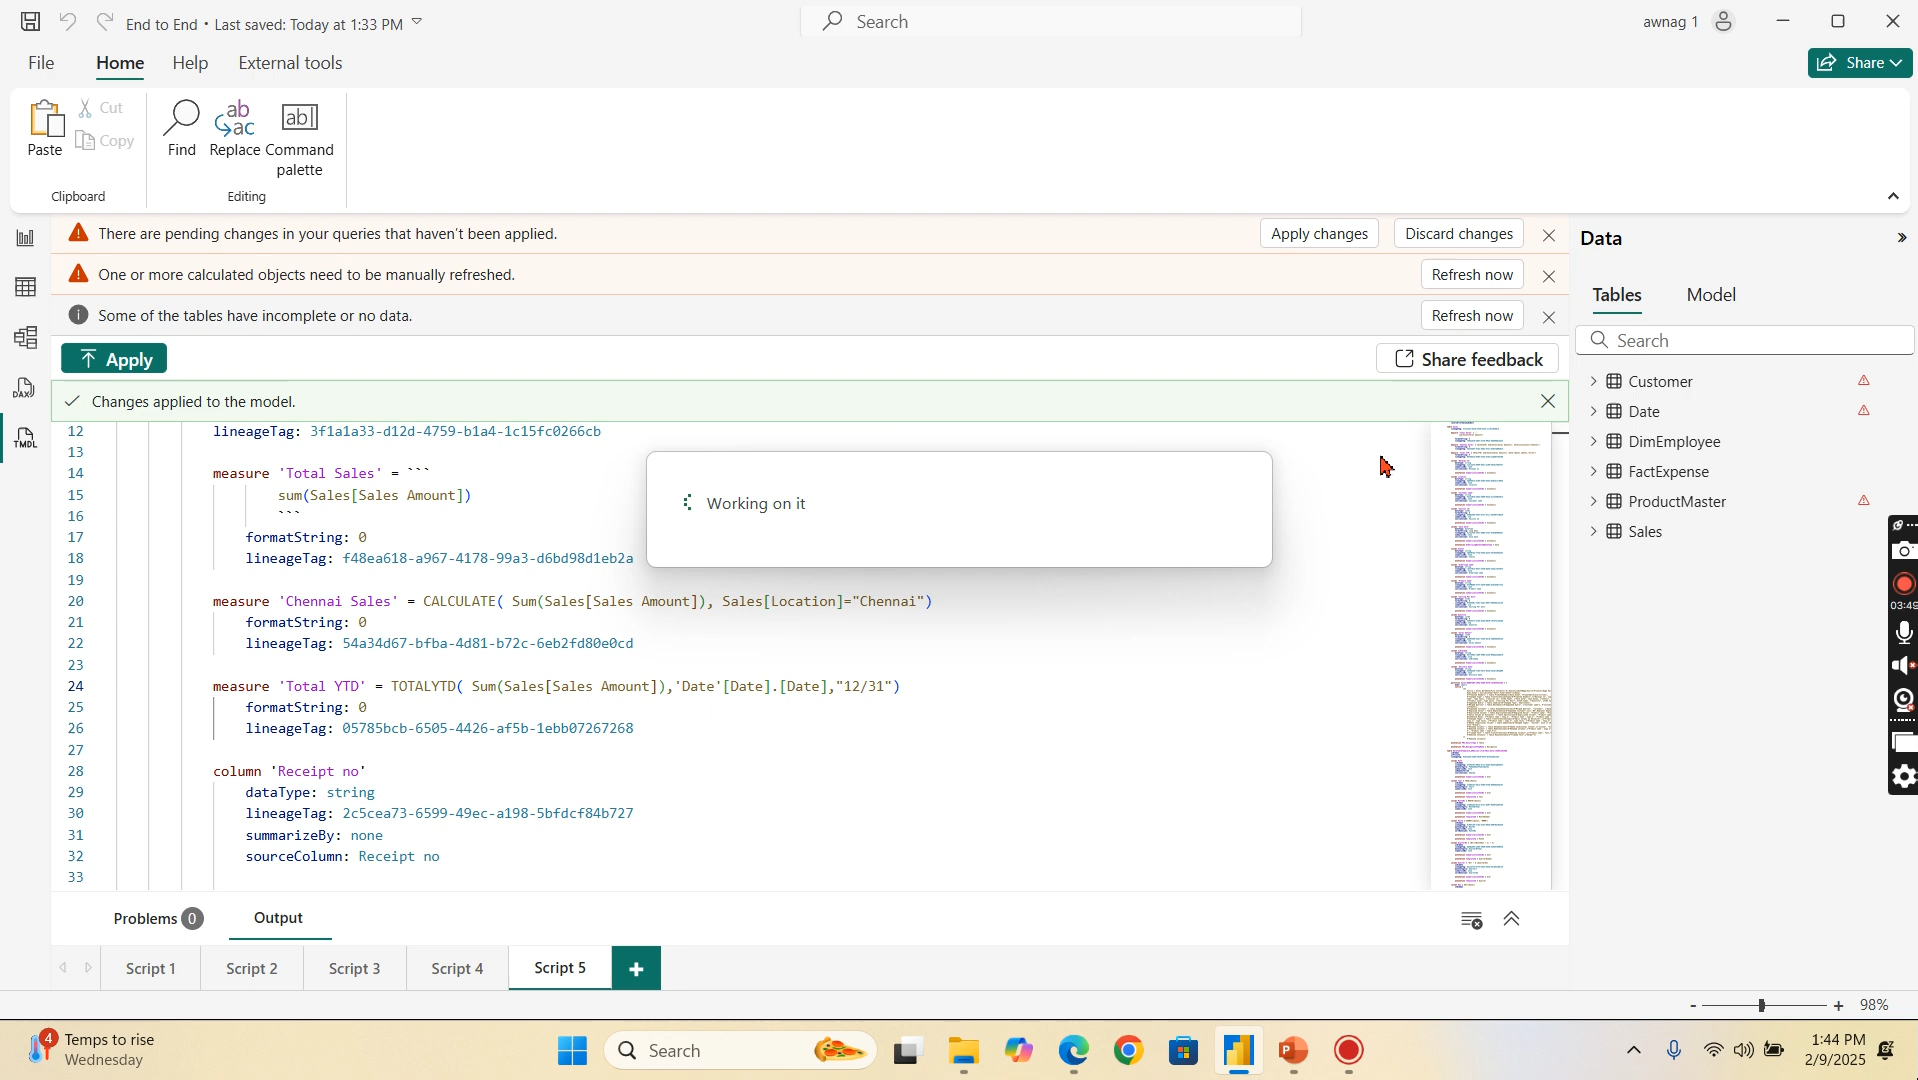 End to End • Last saved: Today at 1:33 PM
Search
awnag 1
File
Home
Help
External tools
Share
Paste
Cut
Copy
Clipboard
Find
Replace
Command palette
Editing
There are pending changes in your queries that haven't been applied.
Apply changes
Discard changes
One or more calculated objects need to be manually refreshed.
Refresh now
Some of the tables have incomplete or no data.
Refresh now
Apply
Share feedback
Changes applied to the model.
12 lineageTag: 3f1a1a33-d12d-4759-b1a4-1c15fc0266cb
13
14 measure 'Total Sales' = ```
15 sum(Sales[Sales Amount])
16 ```
17 formatString: 0
18 lineageTag: f48ea618-a967-4178-99a3-d6bd98d1eb2a
19
20 measure 'Chennai Sales' = CALCULATE( Sum(Sales[Sales Amount]), Sales[Location]="Chennai")
21 formatString: 0
22 lineageTag: 54a34d67-bfba-4d81-b72c-6eb2fd80e0cd
23
24 measure 'Total YTD' = TOTALYTD( Sum(Sales[Sales Amount]),'Date'[Date].[Date],"12/31")
25 formatString: 0
26 lineageTag: 05785bcb-6505-4426-af5b-1ebb07267268
27
28 column 'Receipt no'
29 dataType: string
30 lineageTag: 2c5cea73-6599-49ec-a198-5bfdcf84b727
31 summarizeBy: none
32 sourceColumn: Receipt no
33
Working on it
Problems 0
Output
Script 1
Script 2
Script 3
Script 4
Script 5
Data
Tables
Model
Search
Customer
Date
DimEmployee
FactExpense
ProductMaster
Sales
DAX
TMDL
03:49
- + 98%
4
Temps to rise
Wednesday
Search
1:44 PM
2/9/2025